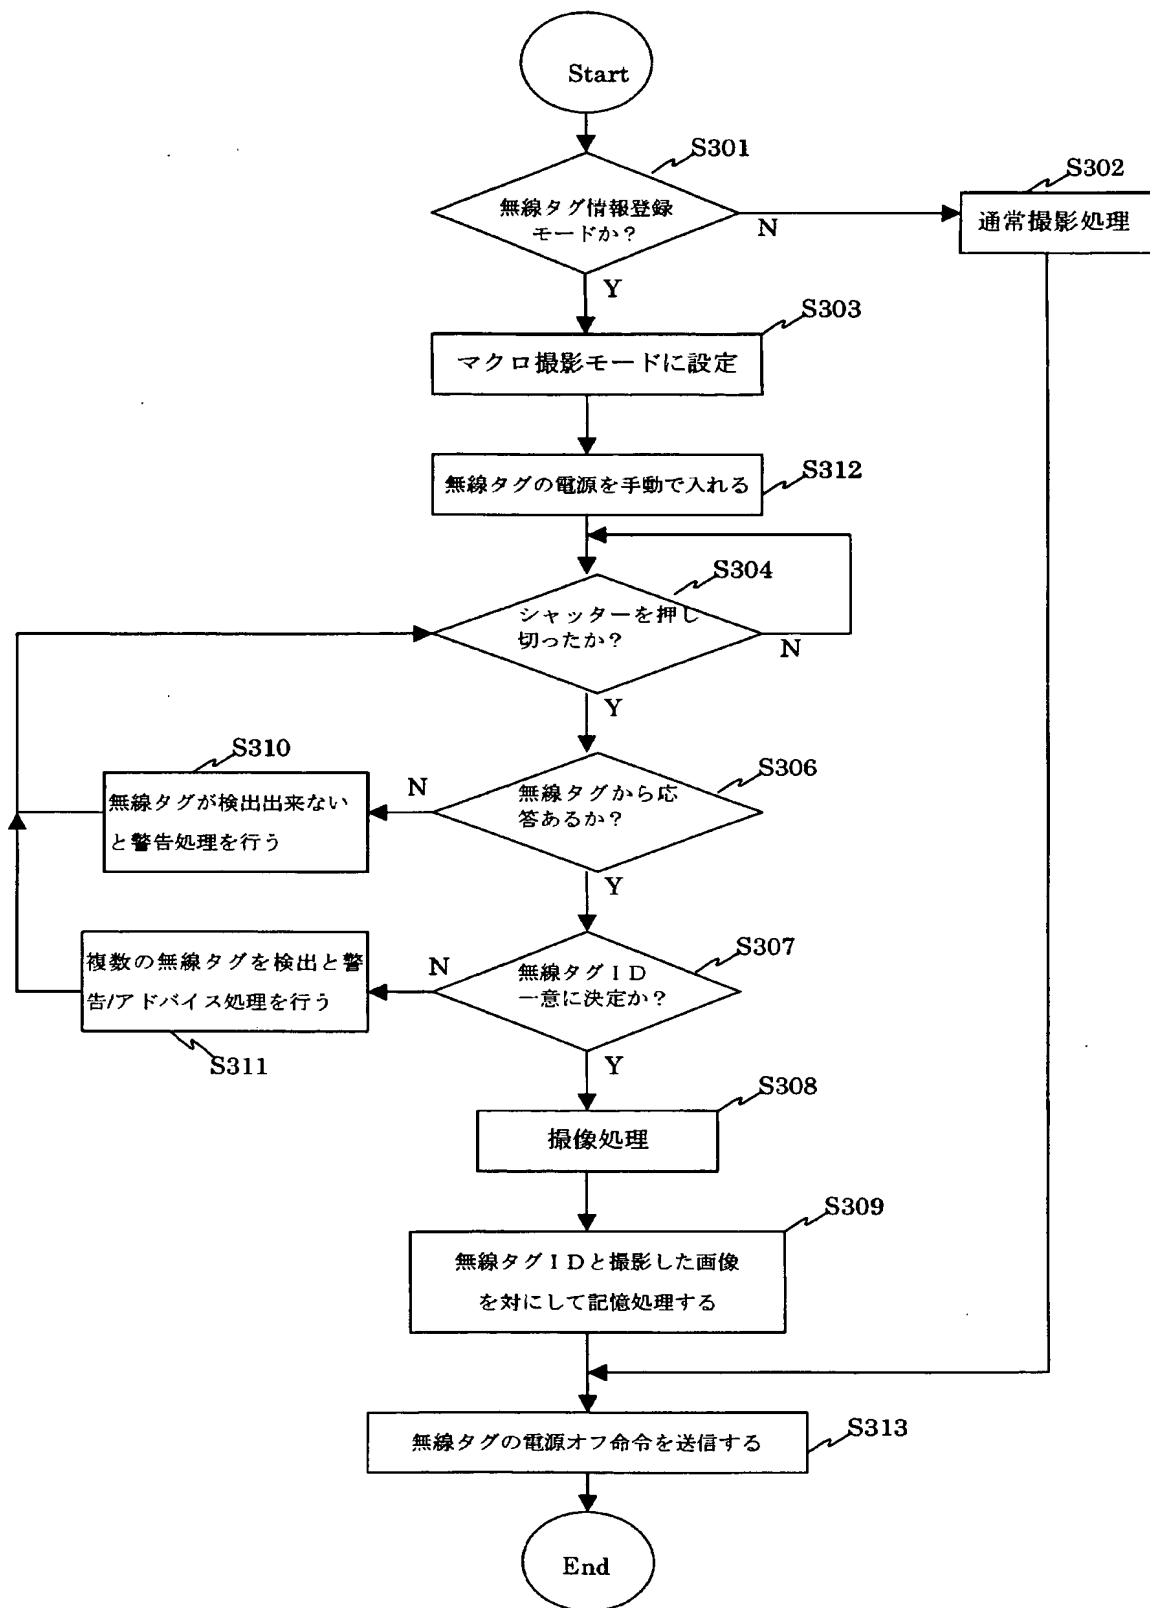 Start
S301
無線タグ情報登録
モードか？
N
Y
S302
通常撮影処理
S303
マクロ撮影モードに設定
S312
無線タグの電源を手動で入れる
S304
シャッターを押し
切ったか？
N
Y
S310
無線タグが検出出来ない
と警告処理を行う
N
S306
無線タグから応
答あるか？
Y
複数の無線タグを検出と警
告/アドバイス処理を行う
S311
N
S307
無線タグＩＤ
一意に決定か？
Y
S308
撮像処理
S309
無線タグＩＤと撮影した画像
を対にして記憶処理する
S313
無線タグの電源オフ命令を送信する
End